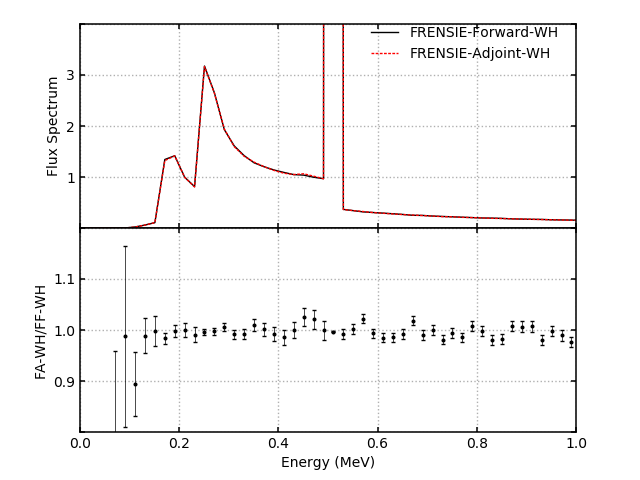 FRENSIE-Forward-WH
FRENSIE-Adjoint-WH
Flux Spectrum
3
2
1
FA-WH/FF-WH
1.1
1.0
0.9
0.0 0.2 0.4 0.6 0.8 1.0
Energy (MeV)